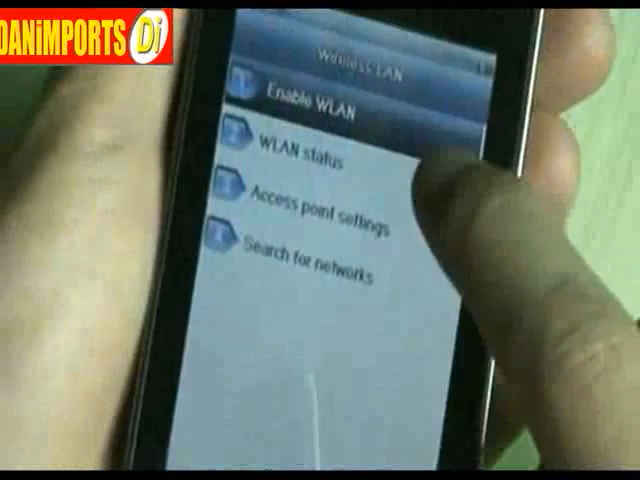 DANiMPORTS Di
Wireless LAN
Enable WLAN
WLAN status
Access point settings
Search for networks